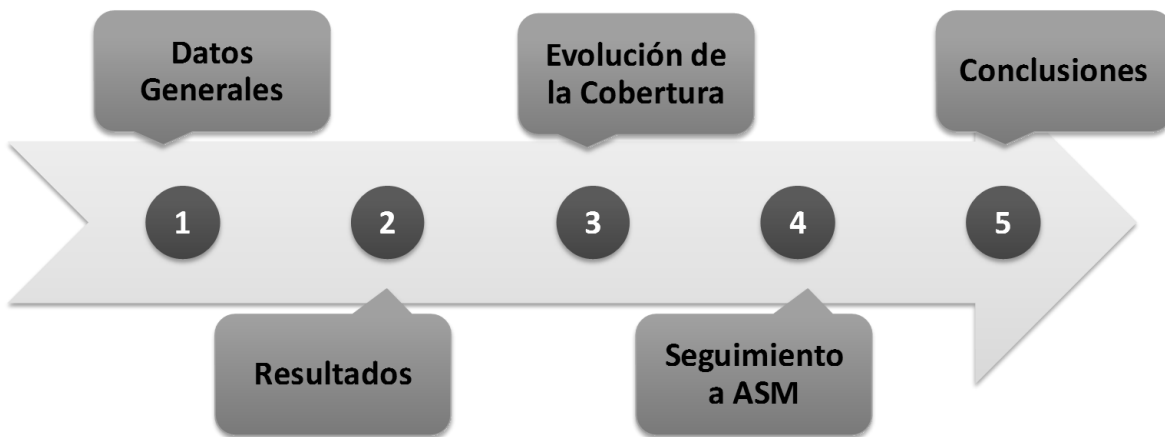 Datos
Generales
Evolución de
la Cobertura
Conclusiones
1
2
3
4
5
Resultados
Seguimiento
a ASM